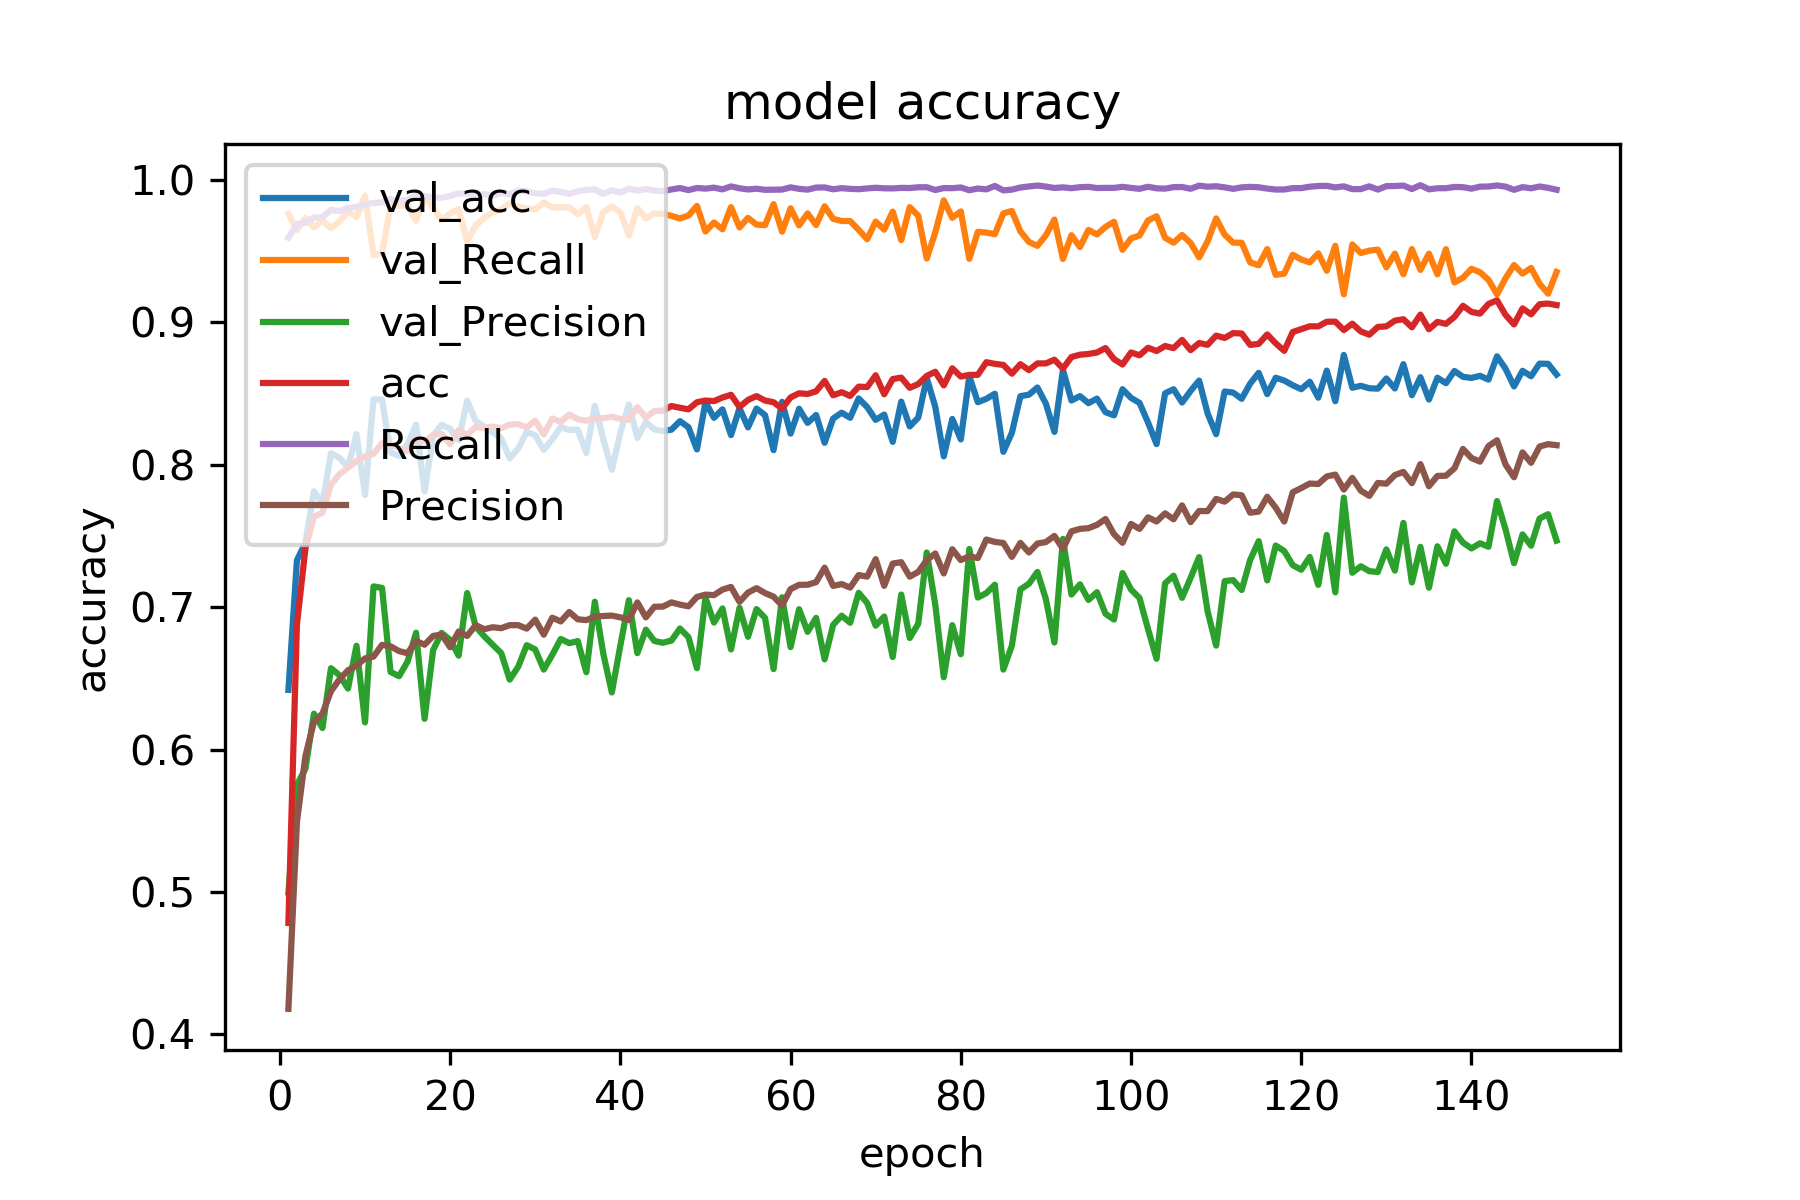 model accuracy
val_acc
val_Recall
val_Precision
acc
Recall
Precision
accuracy
1.0
0.9
0.8
0.7
0.6
0.5
0.4
0 20 40 60 80 100 120 140
epoch